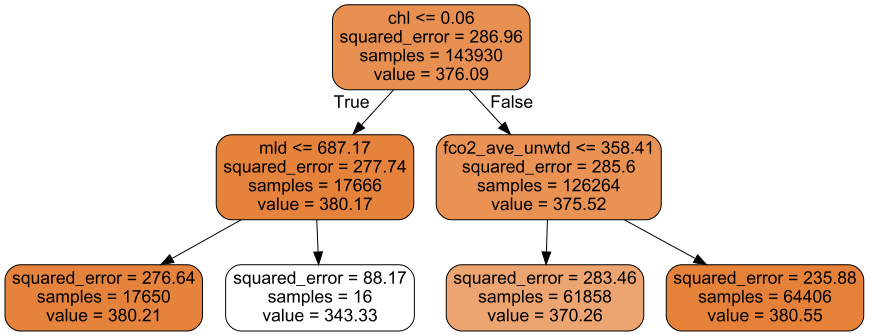 chl <= 0.06
squared_error = 286.96
samples = 143930
value = 376.09
True
False
mld <= 687.17
squared_error = 277.74
samples = 17666
value = 380.17
fco2_ave_unwtd <= 358.41
squared_error = 285.6
samples = 126264
value = 375.52
squared_error = 276.64
samples = 17650
value = 380.21
squared_error = 88.17
samples = 16
value = 343.33
squared_error = 283.46
samples = 61858
value = 370.26
squared_error = 235.88
samples = 64406
value = 380.55